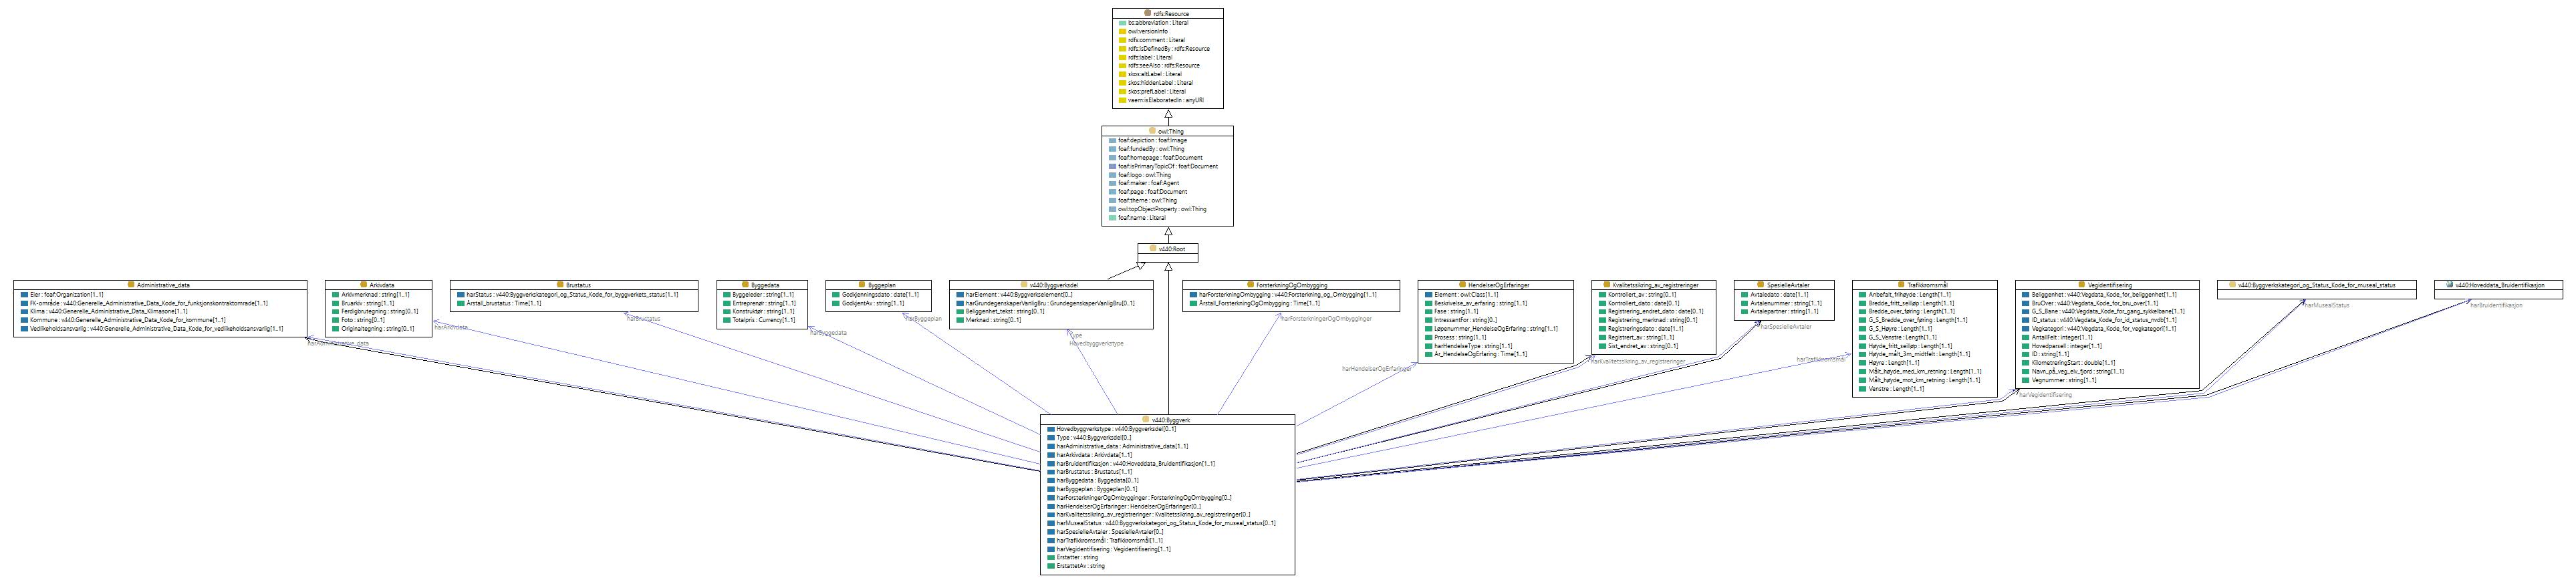 rdfs:Resource
bs:abbreviation : Literal
owl:versionInfo
rdfs:comment : Literal
rdfs:isDefinedBy : rdfs:Resource
rdfs:label : Literal
rdfs:seeAlso : rdfs:Resource
skos:altLabel : Literal
skos:hiddenLabel : Literal
skos:prefLabel : Literal
vaem:isElaboratedIn : anyURI
owl:Thing
foaf:depiction : foaf:Image
foaf:fundedBy : owl:Thing
foaf:homepage : foaf:Document
foaf:isPrimaryTopicOf : foaf:Document
foaf:logo : owl:Thing
foaf:maker : foaf:Agent
foaf:page : foaf:Document
foaf:theme : owl:Thing
owl:topObjectProperty : owl:Thing
foaf:name : Literal
v440:Root
Administrative_data
Eier : foaf:Organization[1..1]
FK-område : v440:Generelle_Administrative_Data_Kode_for_funksjonskontraktområde[1..1]
Klima : v440:Generelle_Administrative_Data_Klimasone[1..1]
Kommune : v440:Generelle_Administrative_Data_Kode_for_kommune[1..1]
Vedlikeholdsansvarlig : v440:Generelle_Administrative_Data_Kode_for_vedlikeholdsansvarlig[1..1]
Arkivdata
Arkivmerknad : string[1..1]
Bruarkiv : string[1..1]
Ferdigbrutegning : string[0..1]
Foto : string[0..1]
Originaltegning : string[0..1]
Brustatus
harStatus : v440:Byggverkskategori_og_Status_Kode_for_byggverkets_status[1..1]
Årstall_brustatus : Time[1..1]
Byggedata
Byggeleder : string[1..1]
Entreprenør : string[1..1]
Konstruktør : string[1..1]
Totalpris : Currency[1..1]
Byggeplan
Godkjenningsdato : date[1..1]
GodkjentAv : string[1..1]
v440:Byggverksdel
harElement : v440:Byggverkselement[0..]
harGrundegenskaperVanligBru : GrundegenskaperVanligBru[0..1]
Beliggenhet_tekst : string[0..1]
Merknad : string[0..1]
ForsterkningOgOmbygging
harForsterkningOmbygging : v440:Forsterkning_og_Ombygging[1..1]
Årstall_ForsterkningOgOmbygging : Time[1..1]
HendelserOgErfaringer
Element : owl:Class[1..1]
Beskrivelse_av_erfaring : string[1..1]
Fase : string[1..1]
InteressantFor : string[0..]
Løpenummer_HendelseOgErfaring : string[1..1]
Prosess : string[1..1]
harHendelseType : string[1..1]
År_HendelseOgErfaring : Time[1..1]
Kvalitetssikring_av_registreringer
Kontrollert_av : string[0..1]
Kontrollert_dato : date[0..1]
Registrering_endret_dato : date[0..1]
Registrering_merknad : string[0..1]
Registreringsdato : date[1..1]
Registrert_av : string[1..1]
Sist_endret_av : string[0..1]
SpesielleAvtaler
Avtaledato : date[1..1]
Avtalenummer : string[1..1]
Avtalepartner : string[1..1]
Trafikkromsmål
Anbefalt_frihøyde : Length[1..1]
Bredde_fritt_seilløp : Length[1..1]
Bredde_over_føring : Length[1..1]
G_S_Bredde_over_føring : Length[1..1]
G_S_Høyre : Length[1..1]
G_S_Venstre : Length[1..1]
Høyde_fritt_seilløp : Length[1..1]
Høyde_målt_3m_midtfelt : Length[1..1]
Høyre : Length[1..1]
Målt_høyde_med_km_retning : Length[1..1]
Målt_høyde_mot_km_retning : Length[1..1]
Venstre : Length[1..1]
Vegidentifisering
Beliggenhet : v440:Vegdata_Kode_for_beliggenhet[1..1]
BruOver : v440:Vegdata_Kode_for_bru_over[1..1]
G_S_Bane : v440:Vegdata_Kode_for_gang_sykkelbane[1..1]
ID_status : v440:Vegdata_Kode_for_id_status_nvdb[1..1]
Vegkategori : v440:Vegdata_Kode_for_vegkategori[1..1]
AntallFelt : integer[1..1]
Hovedparsell : integer[1..1]
ID : string[1..1]
KilometreringStart : double[1..1]
Navn_på_veg_elv_fjord : string[1..1]
Vegnummer : string[1..1]
v440:Byggverkskategori_og_Status_Kode_for_museal_status
v440:Hoveddata_Bruidentifikasjon
harAdministrative_data
harArkivdata
harBrustatus
harByggedata
harByggeplan
Type
Hovedbyggverkstype
harForsterkningerOgOmbygginger
harHendelserOgErfaringer
harKvalitetssikring_av_registreringer
harSpesielleAvtaler
harTrafikkromsmål
harVegidentifisering
harMusealStatus
harBruidentifikasjon
v440:Byggverk
Hovedbyggverkstype : v440:Byggverksdel[0..1]
Type : v440:Byggverksdel[0..]
harAdministrative_data : Administrative_data[1..1]
harArkivdata : Arkivdata[1..1]
harBruidentifikasjon : v440:Hoveddata_Bruidentifikasjon[1..1]
harBrustatus : Brustatus[1..1]
harByggedata : Byggedata[0..1]
harByggeplan : Byggeplan[0..1]
harForsterkningerOgOmbygginger : ForsterkningOgOmbygging[0..]
harHendelserOgErfaringer : HendelserOgErfaringer[0..]
harKvalitetssikring_av_registreringer : Kvalitetssikring_av_registreringer[0..]
harMusealStatus : v440:Byggverkskategori_og_Status_Kode_for_museal_status[0..1]
harSpesielleAvtaler : SpesielleAvtaler[0..]
harTrafikkromsmål : Trafikkromsmål[1..1]
harVegidentifisering : Vegidentifisering[1..1]
Erstatter : string
ErstattetAv : string